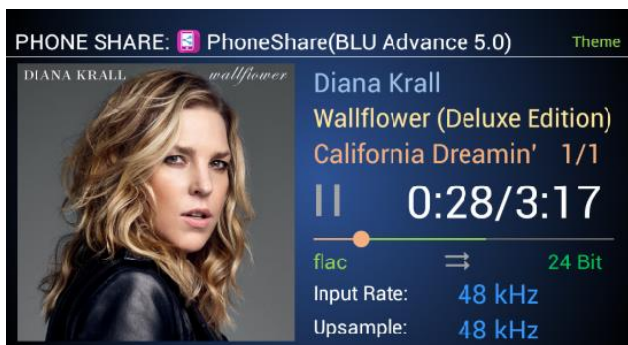 PHONE SHARE: PhoneShare(BLU Advance 5.0) Theme
DIANA KRALL wallflower
Diana Krall
Wallflower (Deluxe Edition)
California Dreamin' 1/1
0:28/3:17
flac 24 Bit
Input Rate: 48 kHz
Upsample: 48 kHz